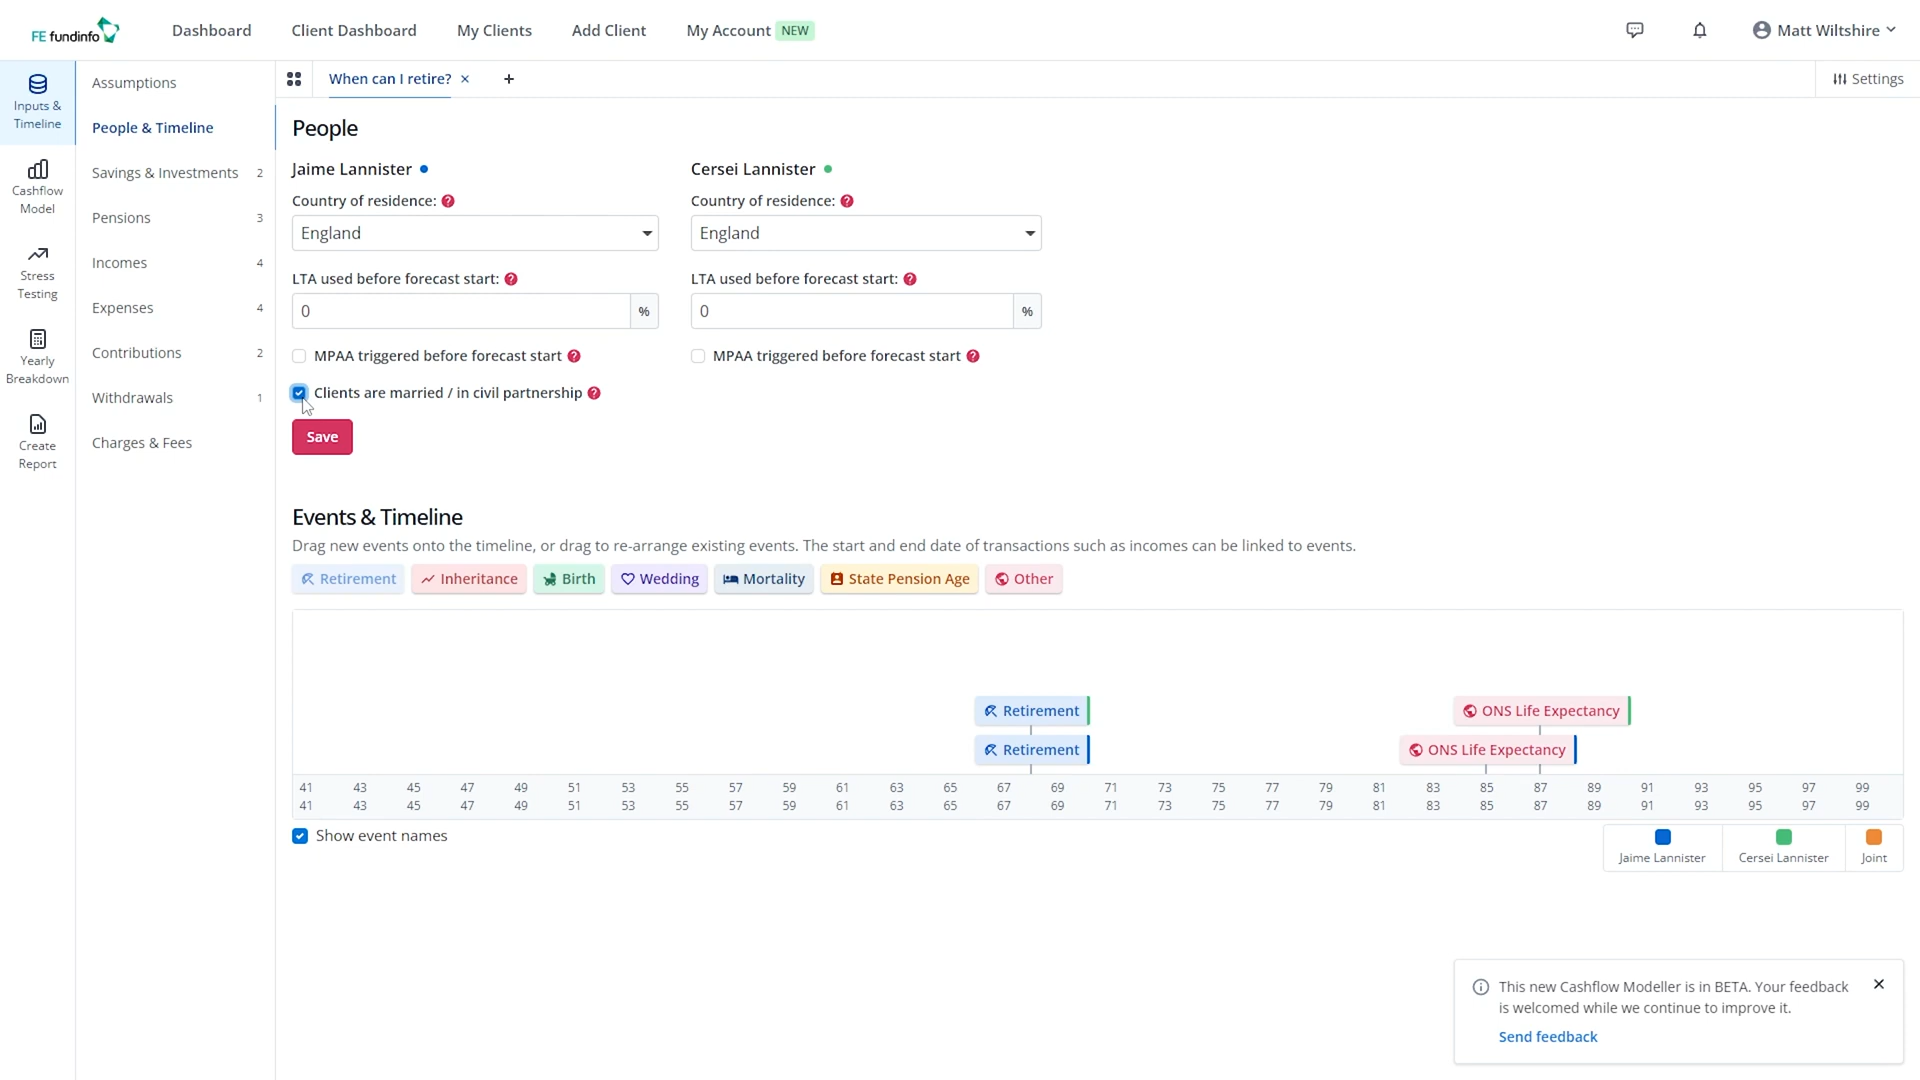 FE fundinfo
Dashboard
Client Dashboard
My Clients
Add Client
My Account NEW
Matt Wiltshire
Inputs &
Timeline
Cashflow
Model
Stress
Testing
Yearly
Breakdown
Create
Report
Assumptions
People & Timeline
Savings & Investments 2
Pensions 3
Incomes 4
Expenses 4
Contributions 2
Withdrawals 1
Charges & Fees
When can I retire?
Settings
People
Jaime Lannister
Country of residence:
England
LTA used before forecast start:
0 %
MPAA triggered before forecast start
Cersei Lannister
Country of residence:
England
LTA used before forecast start:
0 %
MPAA triggered before forecast start
Clients are married / in civil partnership
Save
Events & Timeline
Drag new events onto the timeline, or drag to re-arrange existing events. The start and end date of transactions such as incomes can be linked to events.
Retirement Inheritance Birth Wedding Mortality State Pension Age Other
Retirement ONS Life Expectancy
Retirement ONS Life Expectancy
41 43 45 47 49 51 53 55 57 59 61 63 65 67 69 71 73 75 77 79 81 83 85 87 89 91 93 95 97 99
41 43 45 47 49 51 53 55 57 59 61 63 65 67 69 71 73 75 77 79 81 83 85 87 89 91 93 95 97 99
Show event names
Jaime Lannister Cersei Lannister Joint
This new Cashflow Modeller is in BETA. Your feedback
is welcomed while we continue to improve it.
Send feedback